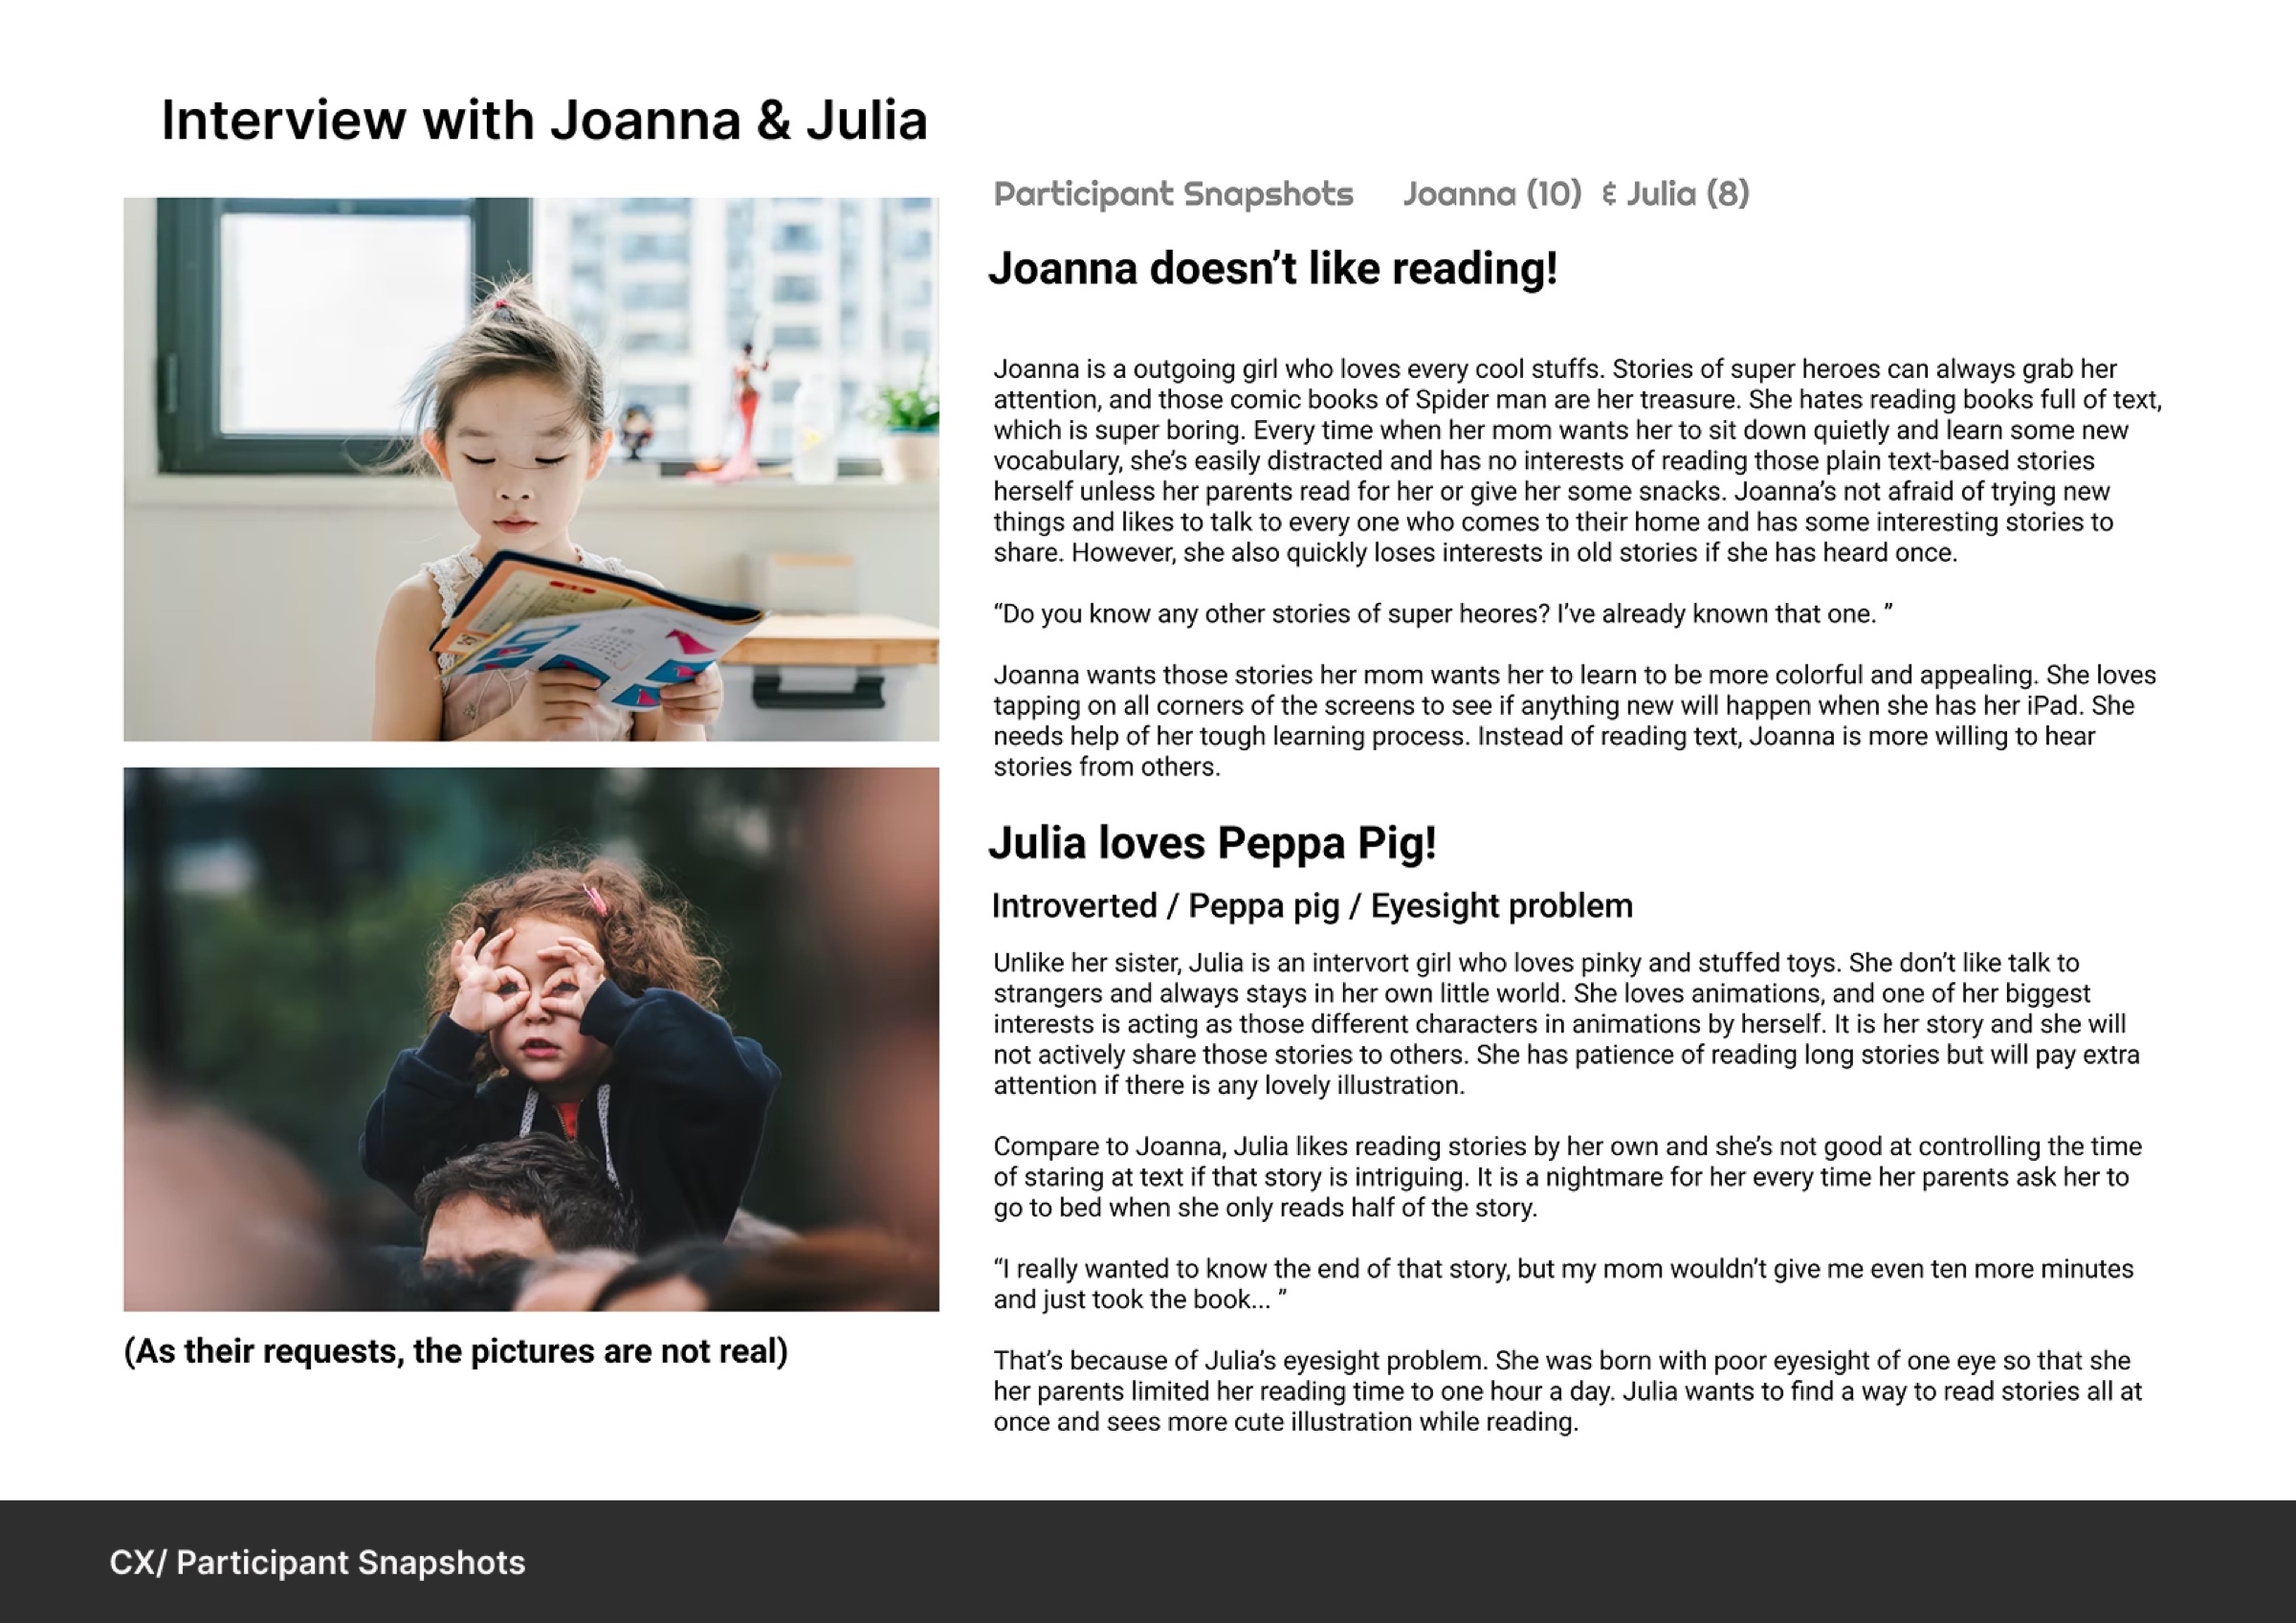 Interview with Joanna & Julia
Participant Snapshots Joanna (10) & Julia (8)
Joanna doesn’t like reading!
Joanna is a outgoing girl who loves every cool stuffs. Stories of super heroes can always grab her
attention, and those comic books of Spider man are her treasure. She hates reading books full of text,
which is super boring. Every time when her mom wants her to sit down quietly and learn some new
vocabulary, she’s easily distracted and has no interests of reading those plain text-based stories
herself unless her parents read for her or give her some snacks. Joanna’s not afraid of trying new
things and likes to talk to every one who comes to their home and has some interesting stories to
share. However, she also quickly loses interests in old stories if she has heard once.
“Do you know any other stories of super heores? I’ve already known that one. ”
Joanna wants those stories her mom wants her to learn to be more colorful and appealing. She loves
tapping on all corners of the screens to see if anything new will happen when she has her iPad. She
needs help of her tough learning process. Instead of reading text, Joanna is more willing to hear
stories from others.
Julia loves Peppa Pig!
Introverted / Peppa pig / Eyesight problem
Unlike her sister, Julia is an intervort girl who loves pinky and stuffed toys. She don’t like talk to
strangers and always stays in her own little world. She loves animations, and one of her biggest
interests is acting as those different characters in animations by herself. It is her story and she will
not actively share those stories to others. She has patience of reading long stories but will pay extra
attention if there is any lovely illustration.
Compare to Joanna, Julia likes reading stories by her own and she’s not good at controlling the time
of staring at text if that story is intriguing. It is a nightmare for her every time her parents ask her to
go to bed when she only reads half of the story.
“I really wanted to know the end of that story, but my mom wouldn’t give me even ten more minutes
and just took the book... ”
That’s because of Julia’s eyesight problem. She was born with poor eyesight of one eye so that she
her parents limited her reading time to one hour a day. Julia wants to find a way to read stories all at
once and sees more cute illustration while reading.
(As their requests, the pictures are not real)
CX/ Participant Snapshots